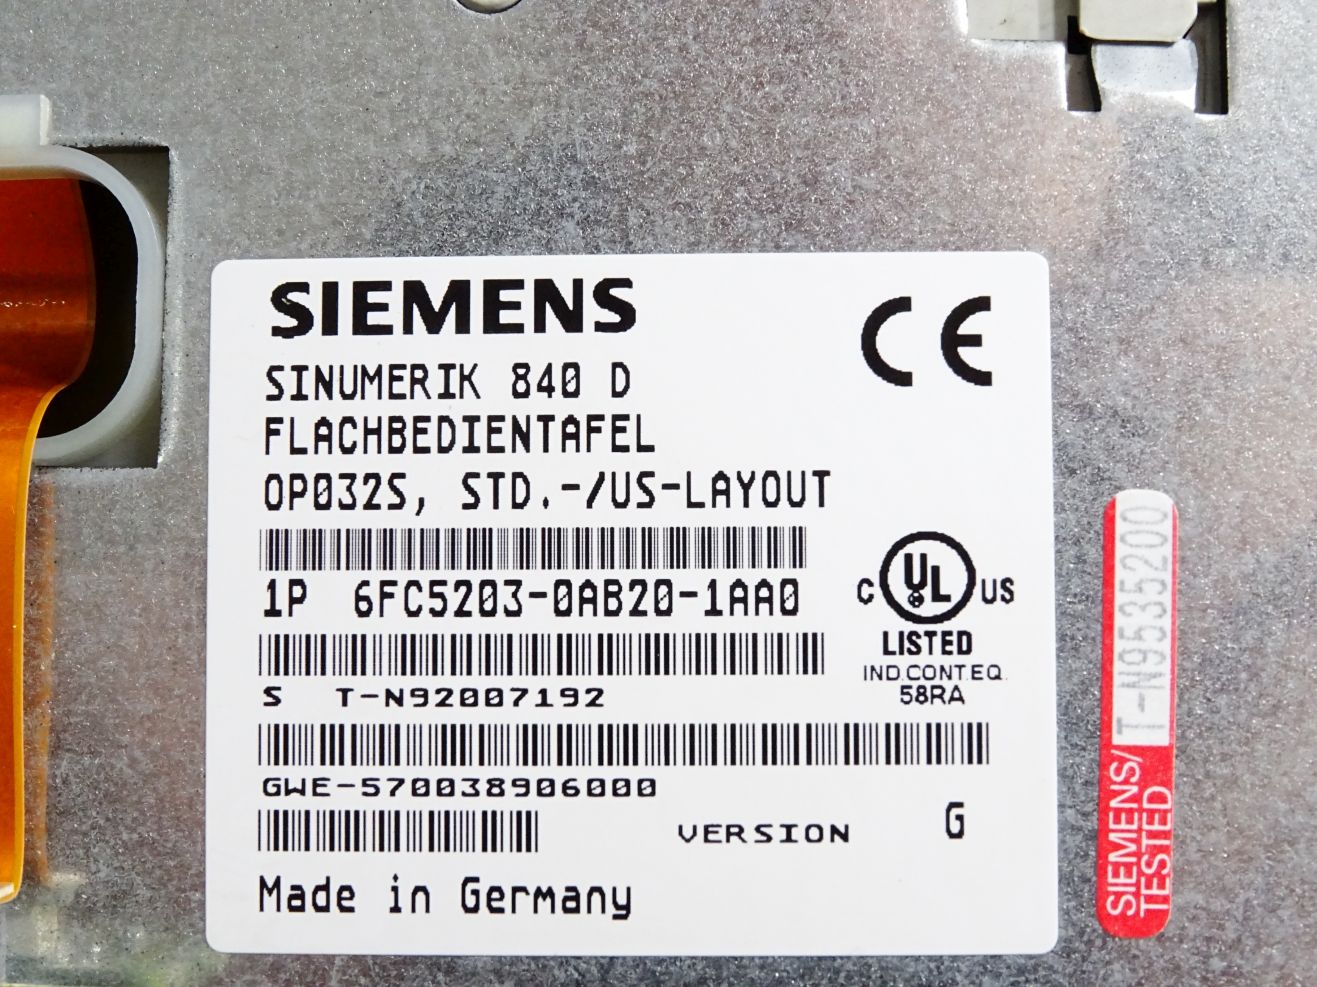 SIEMENS
CE
SINUMERIK 840 D
FLACHBEDIENTAFEL
OP032S, STD.-/US-LAYOUT
1P 6FC5203-0AB20-1AA0
C UL US
LISTED
IND.CONT.EQ.
58RA
S T-N92007192
GWE-570038906000
VERSION G
Made in Germany
SIEMENS/
TESTED
T-N9535200